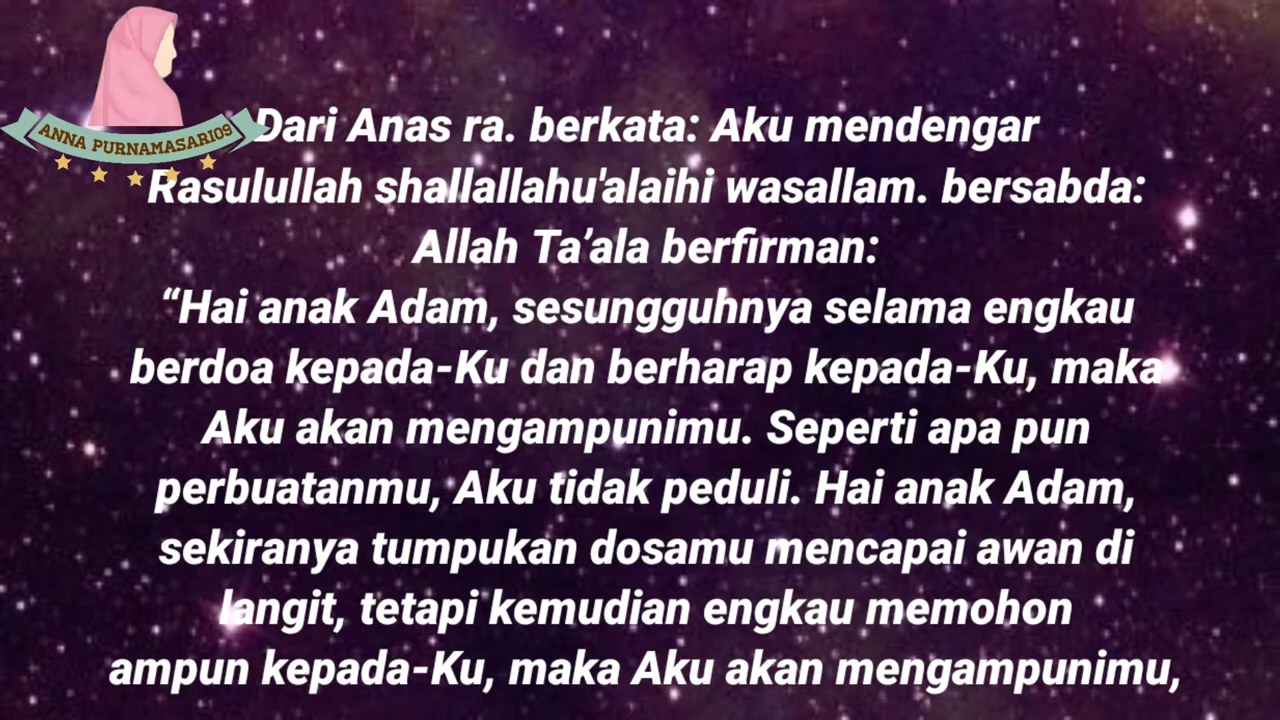 ANNA PURNAMASARI09
Dari Anas ra. berkata: Aku mendengar
Rasulullah shallallahu'alaihi wasallam. bersabda:
Allah Ta’ala berfirman:
“Hai anak Adam, sesungguhnya selama engkau
berdoa kepada-Ku dan berharap kepada-Ku, maka
Aku akan mengampunimu. Seperti apa pun
perbuatanmu, Aku tidak peduli. Hai anak Adam,
sekiranya tumpukan dosamu mencapai awan di
langit, tetapi kemudian engkau memohon
ampun kepada-Ku, maka Aku akan mengampunimu,